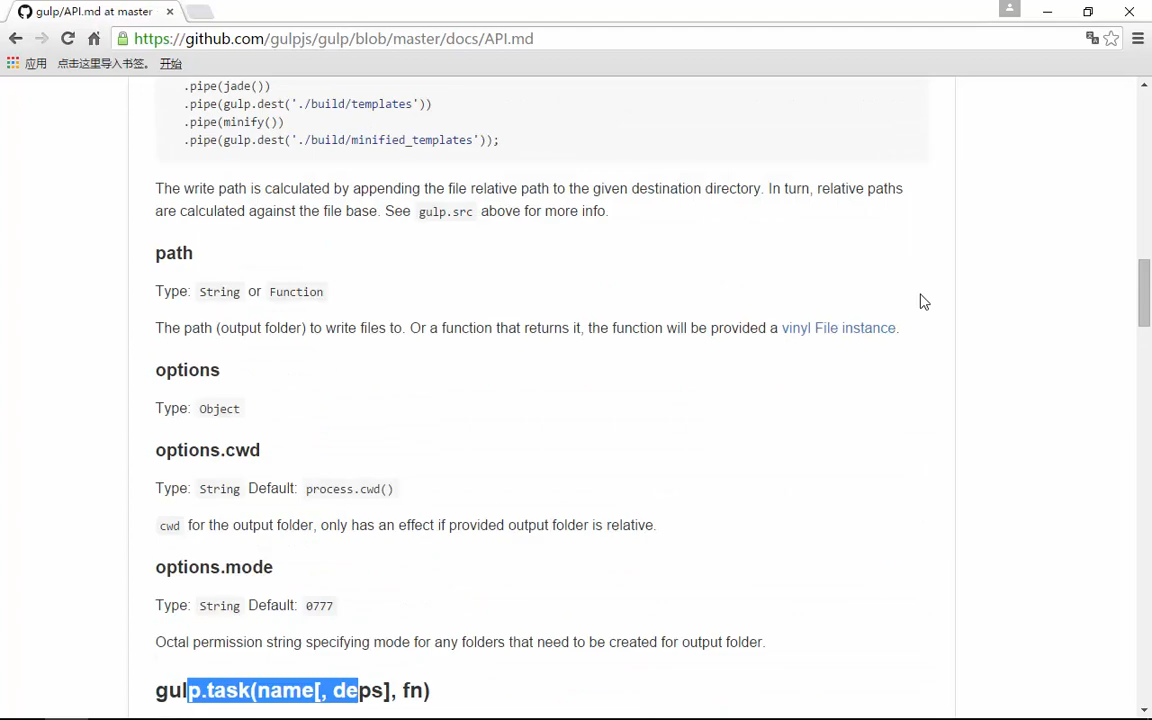 gulp/API.md at master
https://github.com/gulpjs/gulp/blob/master/docs/API.md
应用 点击这里导入书签。 开始
.pipe(jade())
.pipe(gulp.dest('./build/templates'))
.pipe(minify())
.pipe(gulp.dest('./build/minified_templates'));
The write path is calculated by appending the file relative path to the given destination directory. In turn, relative paths
are calculated against the file base. See gulp.src above for more info.
path
Type: String or Function
The path (output folder) to write files to. Or a function that returns it, the function will be provided a vinyl File instance.
options
Type: Object
options.cwd
Type: String Default: process.cwd()
cwd for the output folder, only has an effect if provided output folder is relative.
options.mode
Type: String Default: 0777
Octal permission string specifying mode for any folders that need to be created for output folder.
gulp.task(name[, deps], fn)